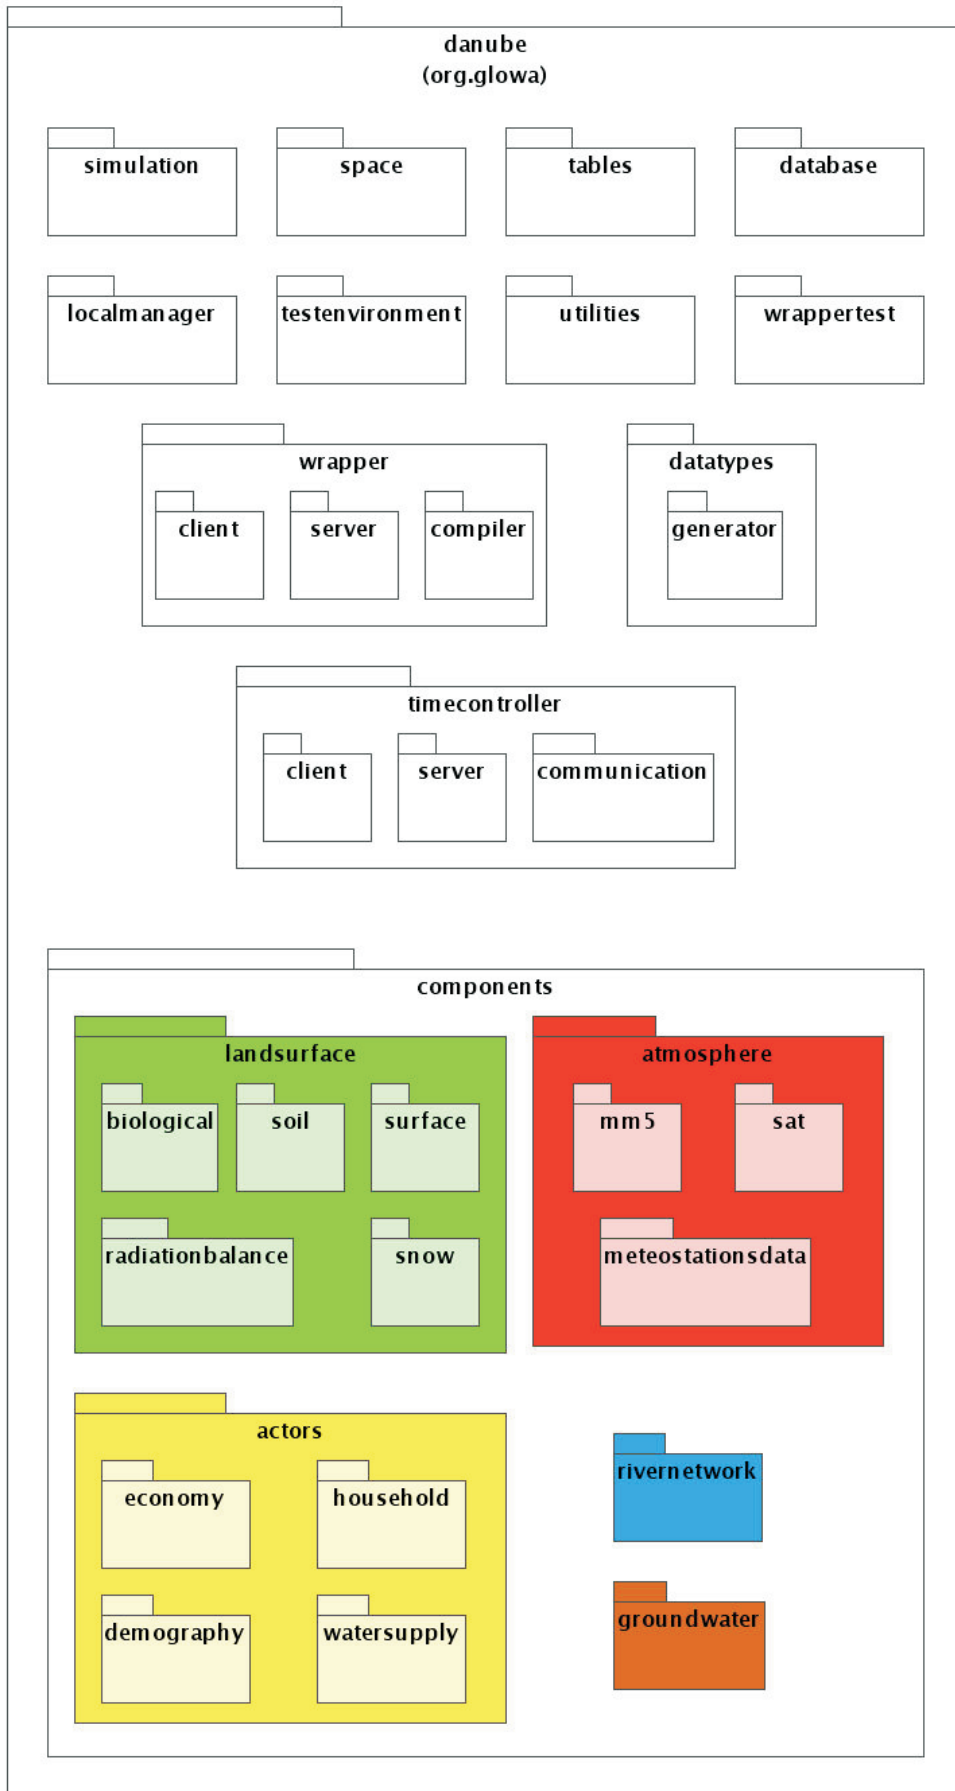 danube
(org.glowa)
simulation
space
tables
database
localmanager
testenvironment
utilities
wrappertest
wrapper
client
server
compiler
datatypes
generator
timecontroller
client
server
communication
components
landsurface
biological
soil
surface
radiationbalance
snow
atmosphere
mm5
sat
meteostationsdata
actors
economy
household
demography
watersupply
rivernetwork
groundwater